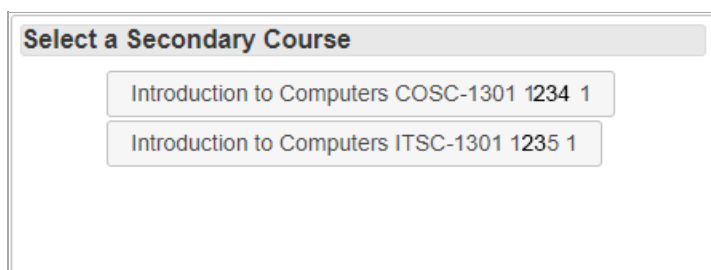 Select a Secondary Course
Introduction to Computers COSC-1301 1234 1
Introduction to Computers ITSC-1301 1235 1